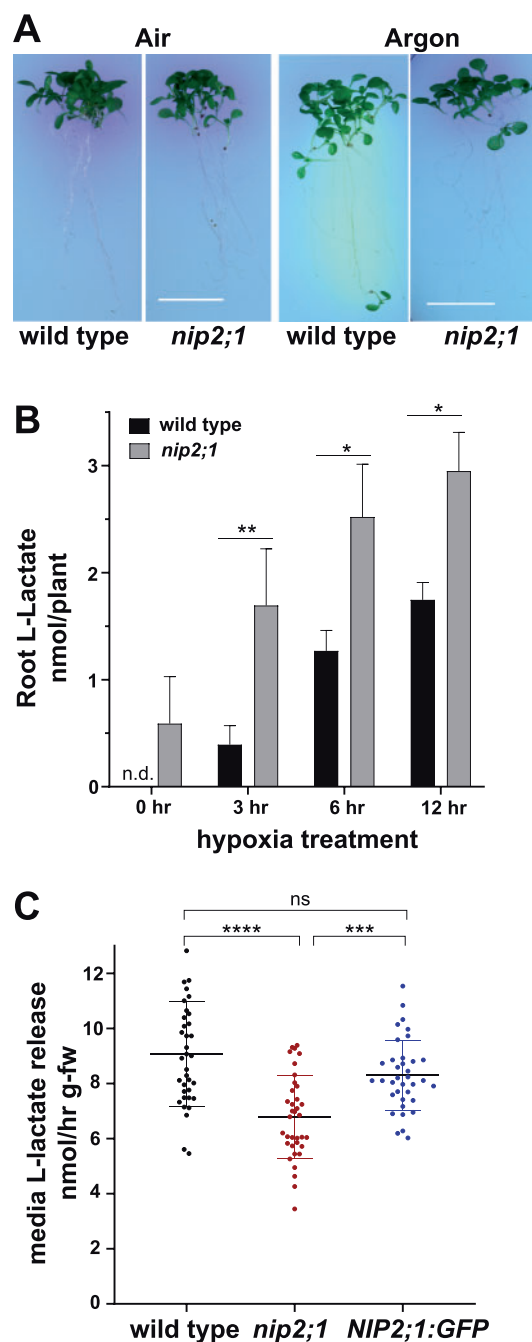 A
Air Argon
wild type nip2;1 wild type nip2;1
B
wild type
nip2;1
Root L-Lactate
nmol/plant
3
2
1
0
**
*
*
n.d.
0 hr 3 hr 6 hr 12 hr
hypoxia treatment
C
ns
**** ***
media L-lactate release
nmol/hr g-fw
12
10
8
6
4
2
0
wild type nip2;1 NIP2;1:GFP